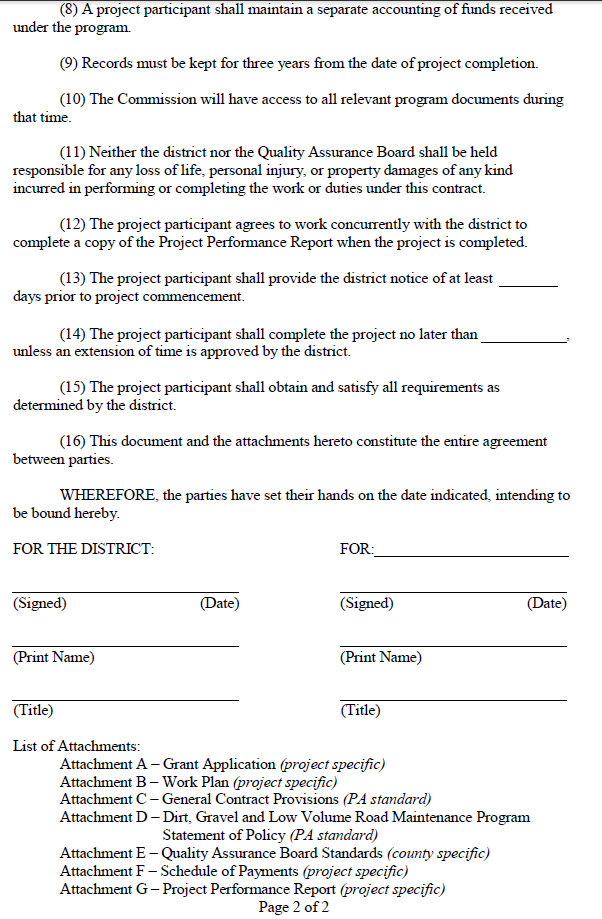 (8) A project participant shall maintain a separate accounting of funds received
under the program.
(9) Records must be kept for three years from the date of project completion.
(10) The Commission will have access to all relevant program documents during
that time.
(11) Neither the district nor the Quality Assurance Board shall be held
responsible for any loss of life, personal injury, or property damages of any kind
incurred in performing or completing the work or duties under this contract.
(12) The project participant agrees to work concurrently with the district to
complete a copy of the Project Performance Report when the project is completed.
(13) The project participant shall provide the district notice of at least ________
days prior to project commencement.
(14) The project participant shall complete the project no later than ____________,
unless an extension of time is approved by the district.
(15) The project participant shall obtain and satisfy all requirements as
determined by the district.
(16) This document and the attachments hereto constitute the entire agreement
between parties.
WHEREFORE, the parties have set their hands on the date indicated, intending to
be bound hereby.
FOR THE DISTRICT: FOR:__________________________
(Signed) (Date) (Signed) (Date)
(Print Name) (Print Name)
(Title) (Title)
List of Attachments:
Attachment A – Grant Application (project specific)
Attachment B – Work Plan (project specific)
Attachment C – General Contract Provisions (PA standard)
Attachment D – Dirt, Gravel and Low Volume Road Maintenance Program
Statement of Policy (PA standard)
Attachment E – Quality Assurance Board Standards (county specific)
Attachment F – Schedule of Payments (project specific)
Attachment G – Project Performance Report (project specific)
Page 2 of 2